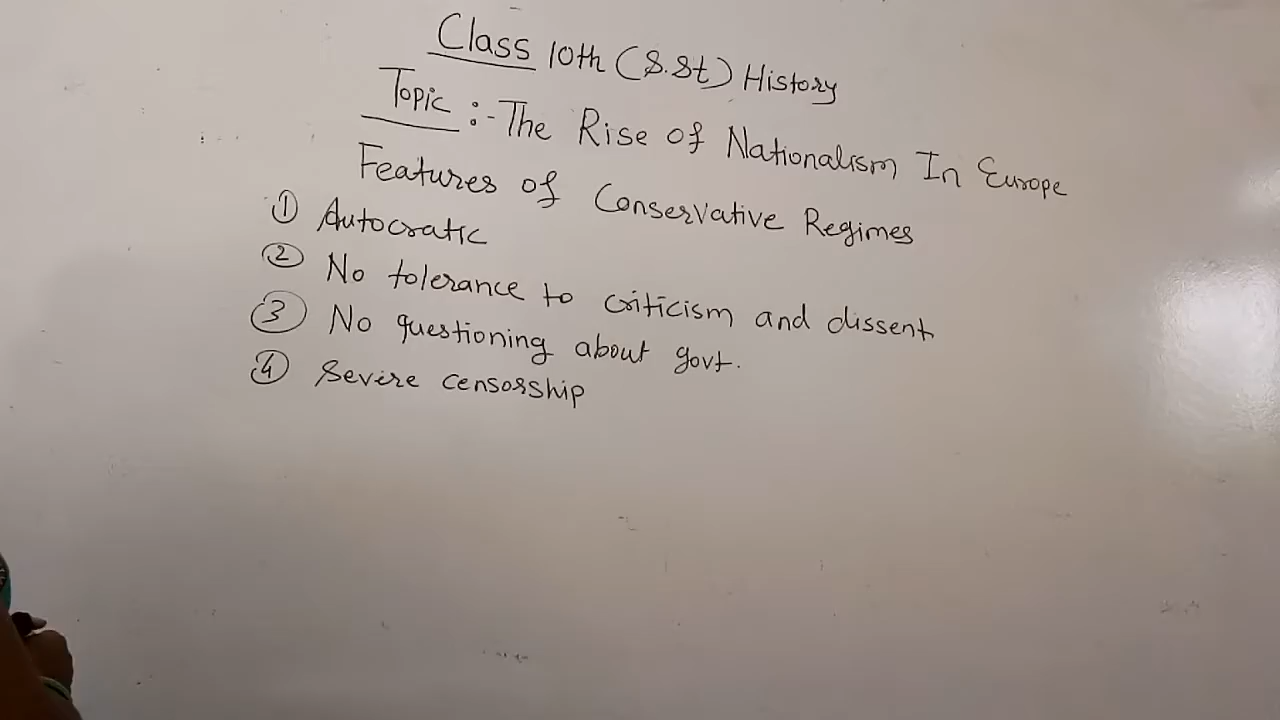 Class 10th (S.St) History
Topic :- The Rise of Nationalism In Europe
Features of Conservative Regimes
① Autocratic
② No tolerance to criticism and dissent
③ No questioning about govt.
④ Severe censorship